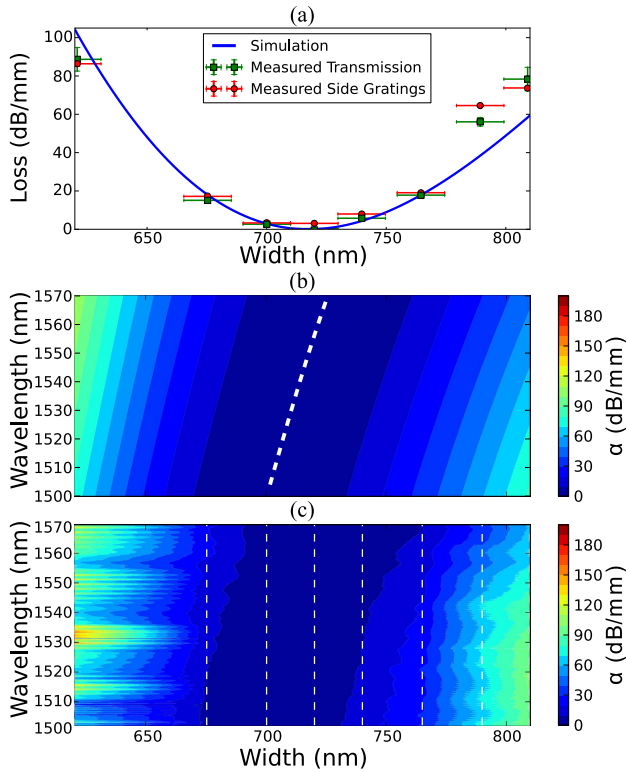 (a)
Loss (dB/mm)
100
80
60
40
20
0
Simulation
Measured Transmission
Measured Side Gratings
650 700 750 800
Width (nm)
(b)
Wavelength (nm)
1570
1560
1550
1540
1530
1520
1510
1500
180
150
120
90
60
30
0
α (dB/mm)
(c)
Wavelength (nm)
1570
1560
1550
1540
1530
1520
1510
1500
650 700 750 800
Width (nm)
180
150
120
90
60
30
0
α (dB/mm)